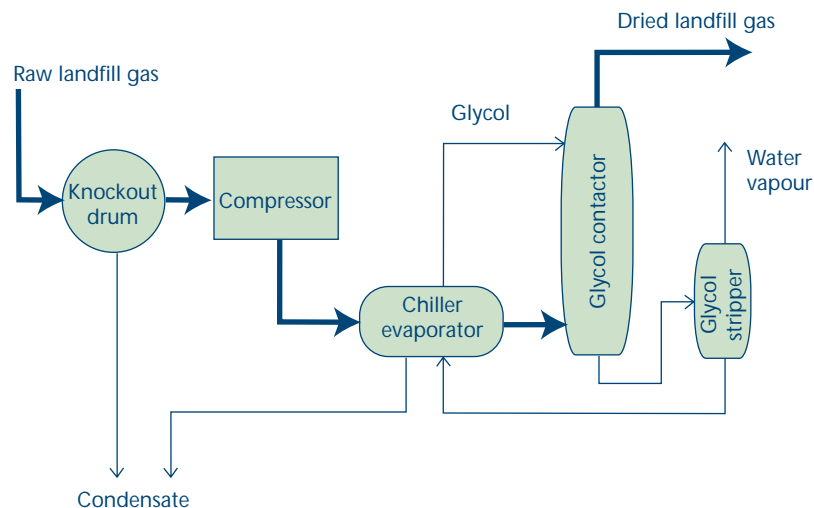 Dried landfill gas
Raw landfill gas
Glycol
Water
vapour
Knockout
drum
Compressor
Glycol contactor
Glycol
stripper
Chiller
evaporator
Condensate